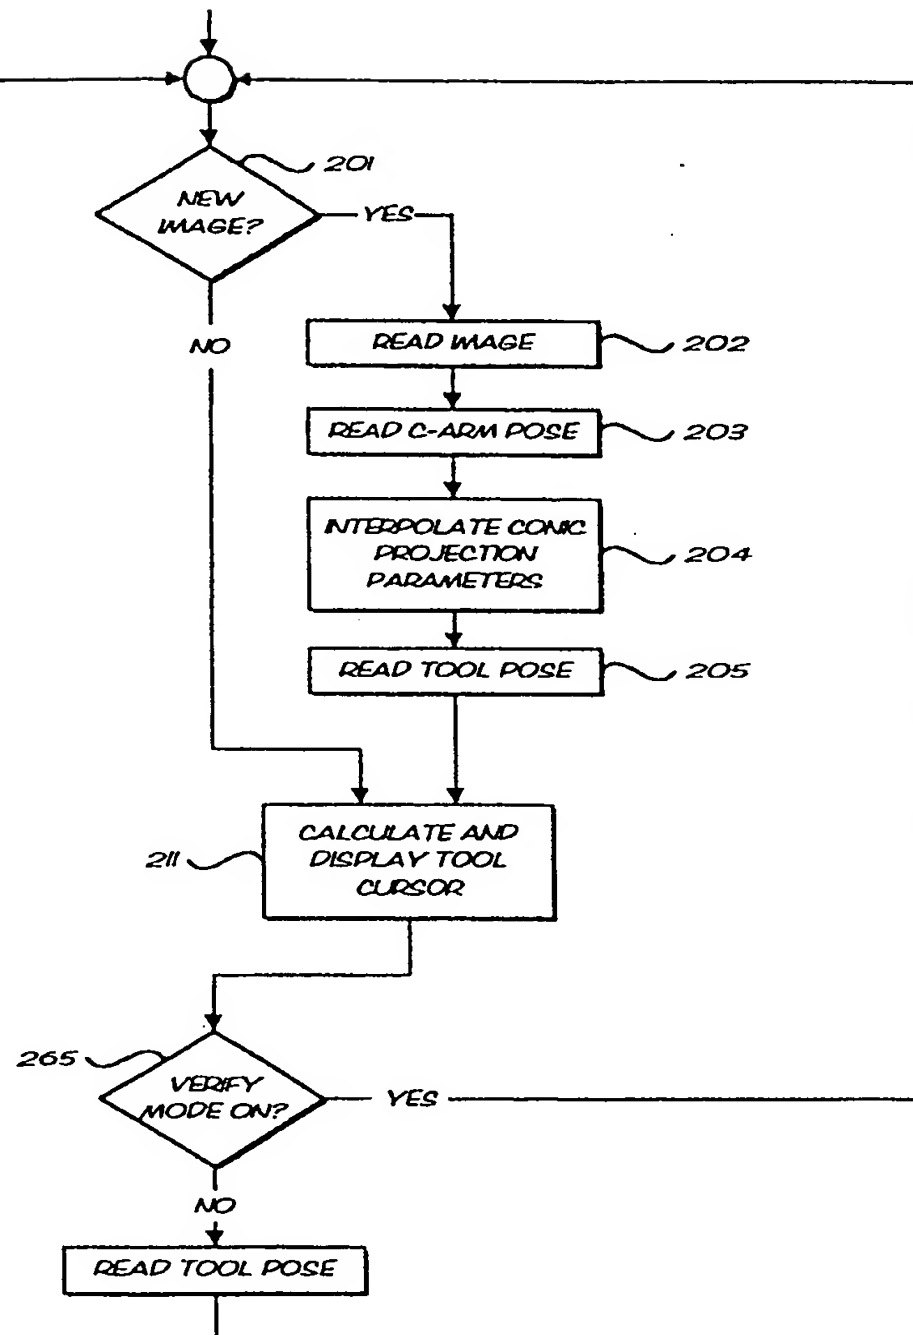 201
NEW
IMAGE?
YES
NO
READ IMAGE
202
READ C-ARM POSE
203
INTERPOLATE CONIC
PROJECTION
PARAMETERS
204
READ TOOL POSE
205
CALCULATE AND
DISPLAY TOOL
CURSOR
211
265
VERIFY
MODE ON?
YES
NO
READ TOOL POSE